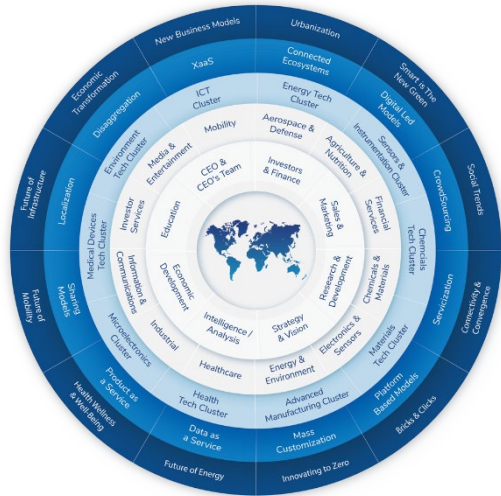 New Business Models
Urbanization
Smart is The
New Green
Social Trends
Connectivity &
Convergence
Bricks & Clicks
Innovating to Zero
Future of Energy
Health Wellness
& Well-Being
Future of
Mobility
Future of
Infrastructure
Economic
Transformation
XaaS
Connected
Ecosystems
Digital Led
Models
CrowdSourcing
Servicization
Platform
Based Models
Mass
Customization
Data as
a Service
Product as
a Service
Sharing
Models
Localization
Disaggregation
ICT
Cluster
Energy Tech
Cluster
Sensors &
Instrumentation Cluster
Chemcials
Tech Cluster
Materials
Tech Cluster
Advanced
Manufacturing Cluster
Health
Tech Cluster
Microelectronics
Cluster
Medical Devices
Tech Cluster
Environment
Tech Cluster
Mobility
Aerospace &
Defense
Agriculture &
Nutrition
Financial
Services
Chemicals &
Materials
Electronics &
Sensors
Energy &
Environment
Healthcare
Industrial
Information &
Communications
Investor
Services
Media &
Entertainment
CEO &
CEO's Team
Investors
& Finance
Sales &
Marketing
Research &
Development
Strategy
& Vision
Intelligence /
Analysis
Economic
Development
Education